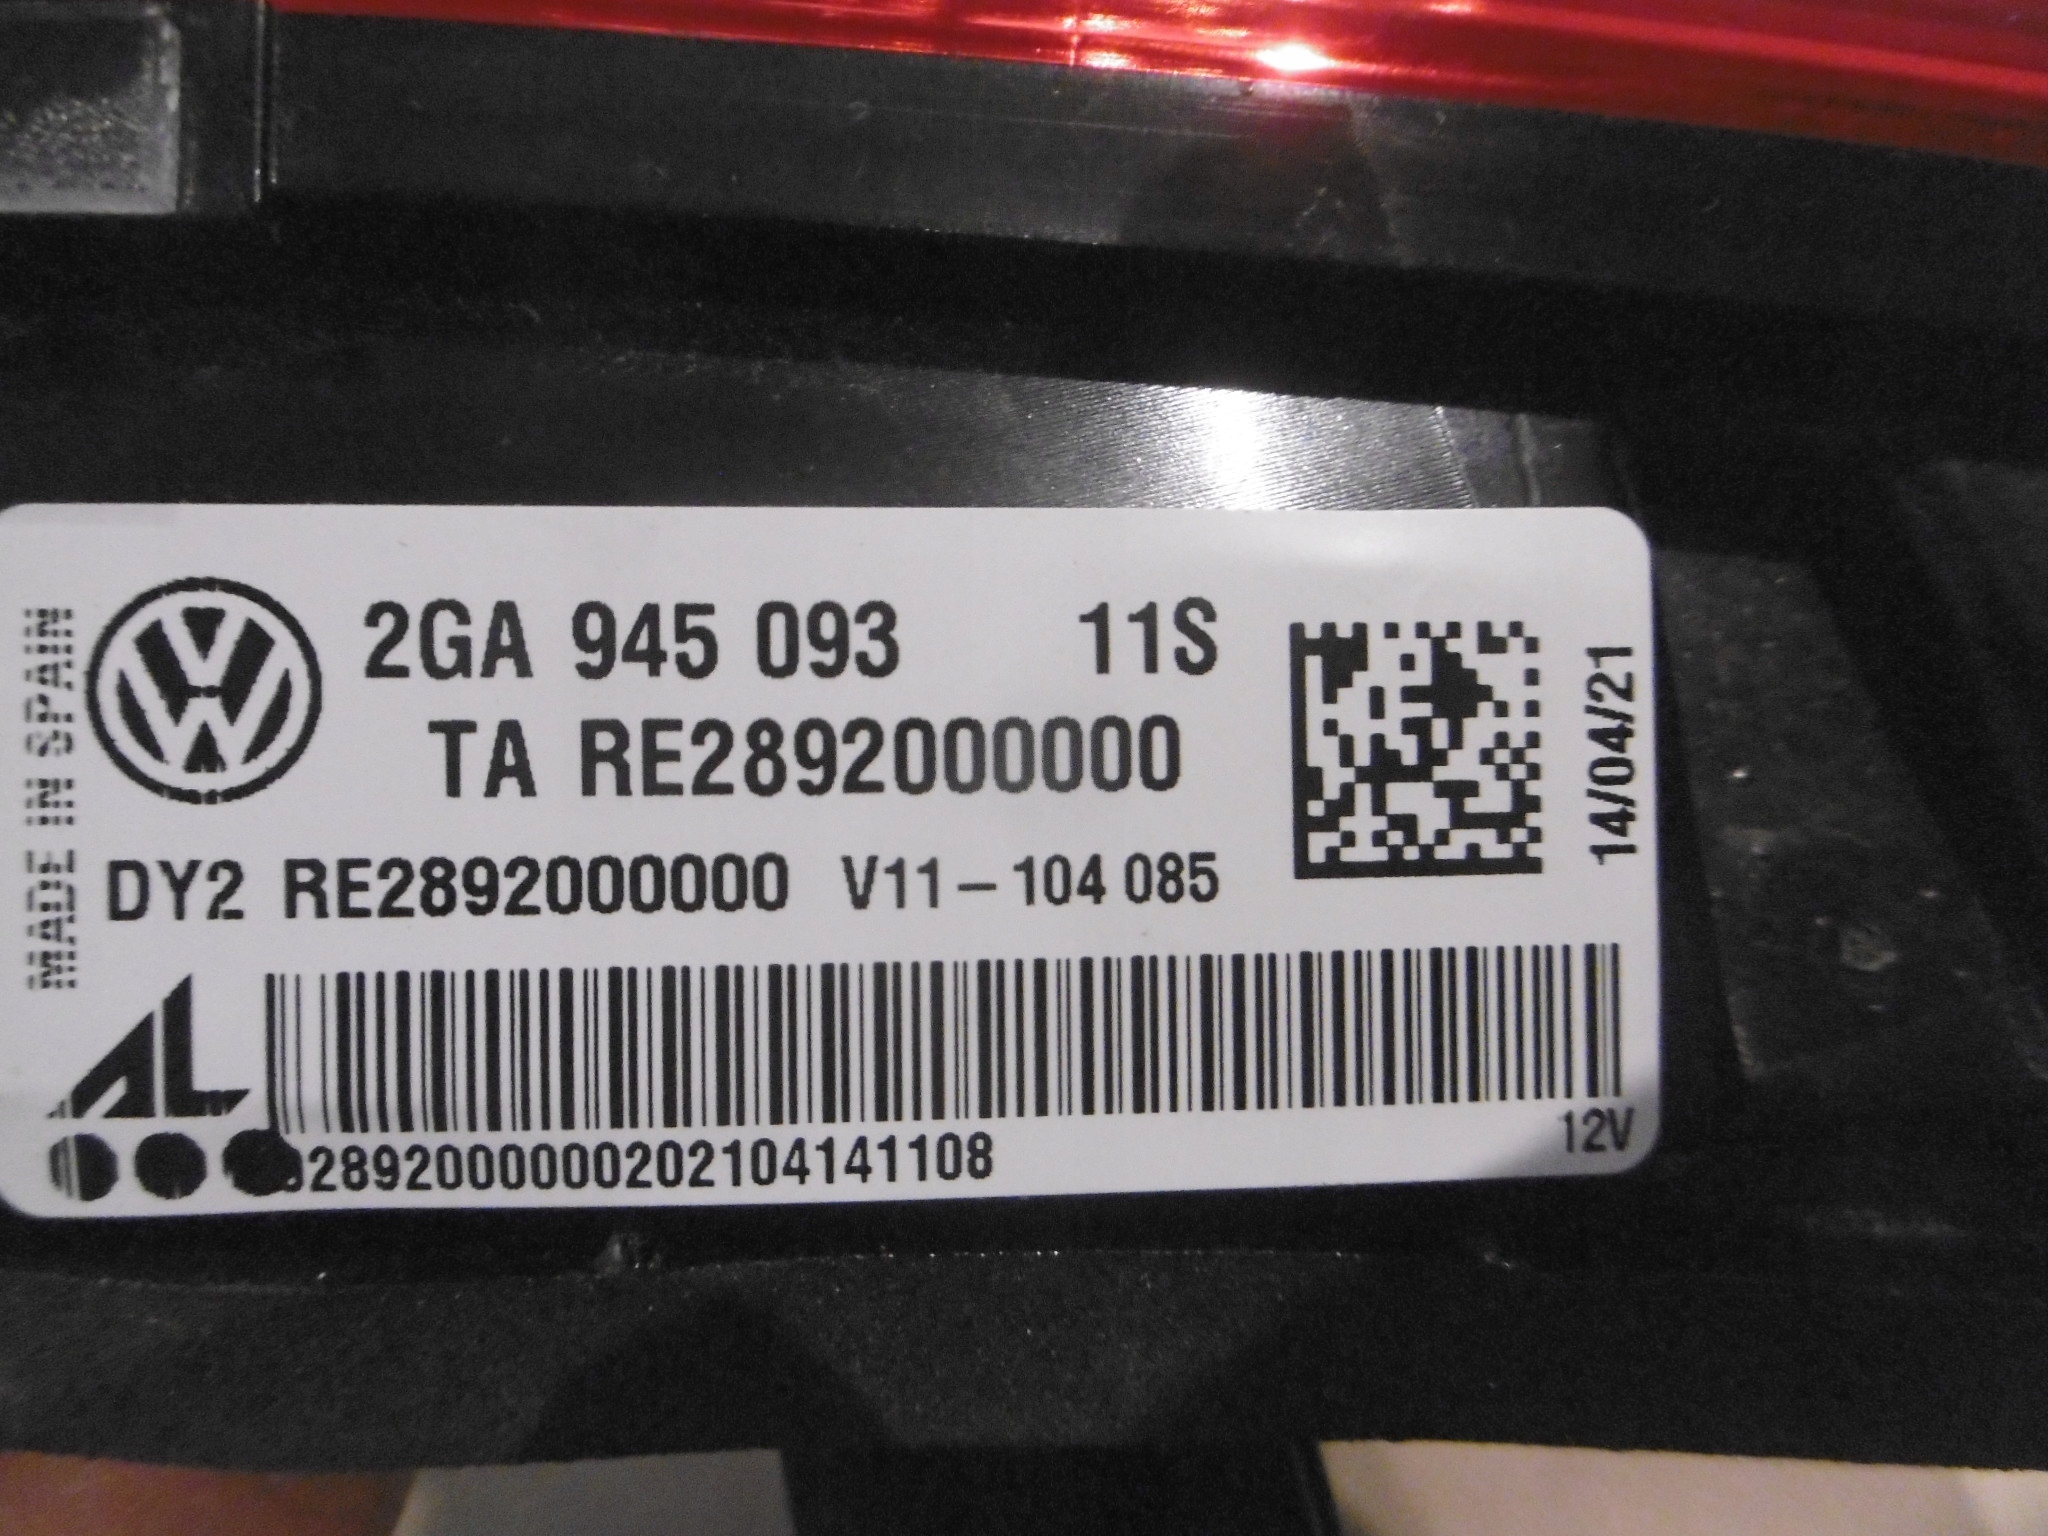 MADE IN SPAIN
2GA 945 093 11S
TA RE2892000000
DY2 RE2892000000 V11-104 085
14/04/21
AL
2892000000202104141108
12V